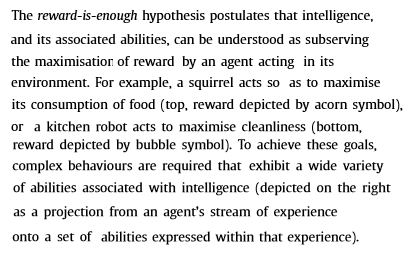 The reward-is-enough hypothesis postulates that intelligence,
and its associated abilities, can be understood as subserving
the maximisation of reward by an agent acting in its
environment. For example, a squirrel acts so as to maximise
its consumption of food (top, reward depicted by acorn symbol),
or a kitchen robot acts to maximise cleanliness (bottom,
reward depicted by bubble symbol). To achieve these goals,
complex behaviours are required that exhibit a wide variety
of abilities associated with intelligence (depicted on the right
as a projection from an agent's stream of experience
onto a set of abilities expressed within that experience).